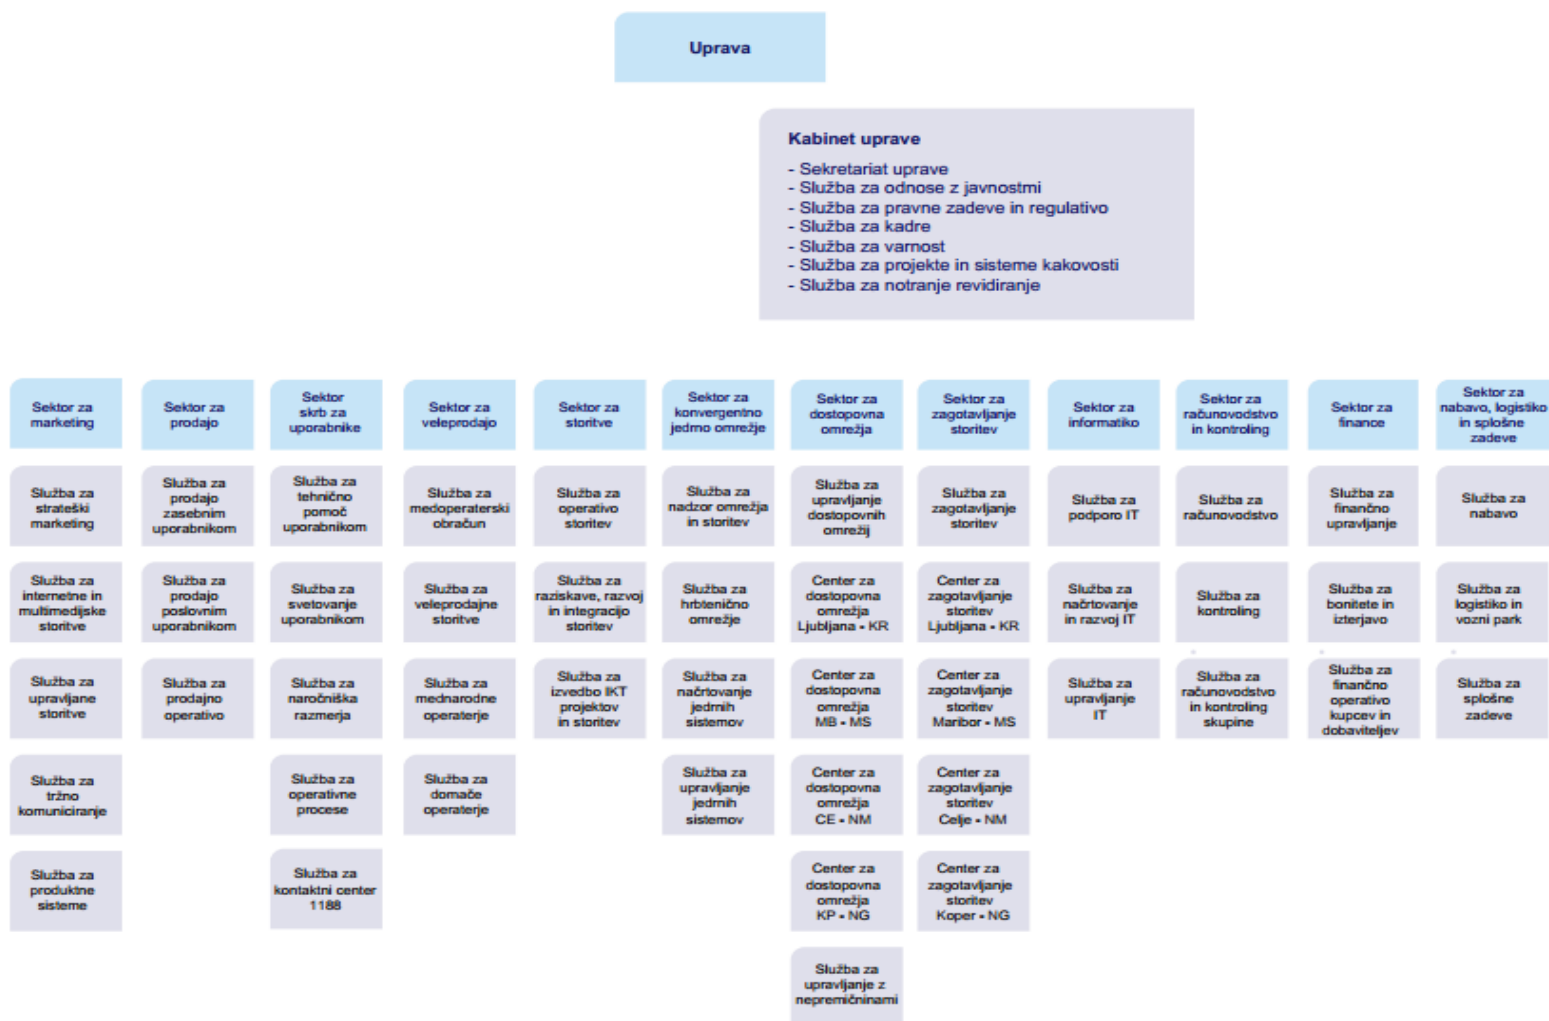 Uprava
Kabinet uprave
- Sekretariat uprave
- Služba za odnose z javnostmi
- Služba za pravne zadeve in regulativo
- Služba za kadre
- Služba za varnost
- Služba za projekte in sisteme kakovosti
- Služba za notranje revidiranje
Sektor za
marketing
Služba za
strateški
marketing
Služba za
internetne in
multimedijske
storitve
Služba za
upravljane
storitve
Služba za
tržno
komuniciranje
Služba za
produktne
sisteme
Sektor za
prodajo
Služba za
prodajo
zasebnim
uporabnikom
Služba za
prodajo
poslovnim
uporabnikom
Služba za
prodajno
operativo
Sektor
skrb za
uporabnike
Služba za
tehnično
pomoč
uporabnikom
Služba za
svetovanje
uporabnikom
Služba za
naročniška
razmerja
Služba za
operativne
procese
Služba za
kontaktni center
1188
Sektor za
veleprodajo
Služba za
medoperaterski
obračun
Služba za
veleprodajne
storitve
Služba za
mednarodne
operaterje
Služba za
domače
operaterje
Sektor za
storitve
Služba za
operativo
storitev
Služba za
raziskave, razvoj
in integracijo
storitev
Služba za
izvedbo IKT
projektov
in storitev
Sektor za
konvergentno
jedrno omrežje
Služba za
nadzor omrežja
in storitev
Služba za
hrbtenično
omrežje
Služba za
načrtovanje
jedrnih
sistemov
Služba za
upravljanje
jedrnih
sistemov
Sektor za
dostopovna
omrežja
Služba za
upravljanje
dostopovnih
omrežij
Center za
dostopovna
omrežja
Ljubljana - KR
Center za
dostopovna
omrežja
MB - MS
Center za
dostopovna
omrežja
CE - NM
Center za
dostopovna
omrežja
KP - NG
Služba za
upravljanje z
nepremičninami
Sektor za
zagotavljanje
storitev
Služba za
zagotavljanje
storitev
Center za
zagotavljanje
storitev
Ljubljana - KR
Center za
zagotavljanje
storitev
Maribor - MS
Center za
zagotavljanje
storitev
Celje - NM
Center za
zagotavljanje
storitev
Koper - NG
Sektor za
informatiko
Služba za
podporo IT
Služba za
načrtovanje
in razvoj IT
Služba za
upravljanje
IT
Sektor za
računovodstvo
in kontroling
Služba za
računovodstvo
Služba za
kontroling
Služba za
računovodstvo
in kontroling
skupine
Sektor za
finance
Služba za
finančno
upravljanje
Služba za
bonitete in
izterjavo
Služba za
finančno
operativo
kupcev in
dobaviteljev
Sektor za
nabavo, logistiko
in splošne
zadeve
Služba za
nabavo
Služba za
logistiko in
vozni park
Služba za
splošne
zadeve